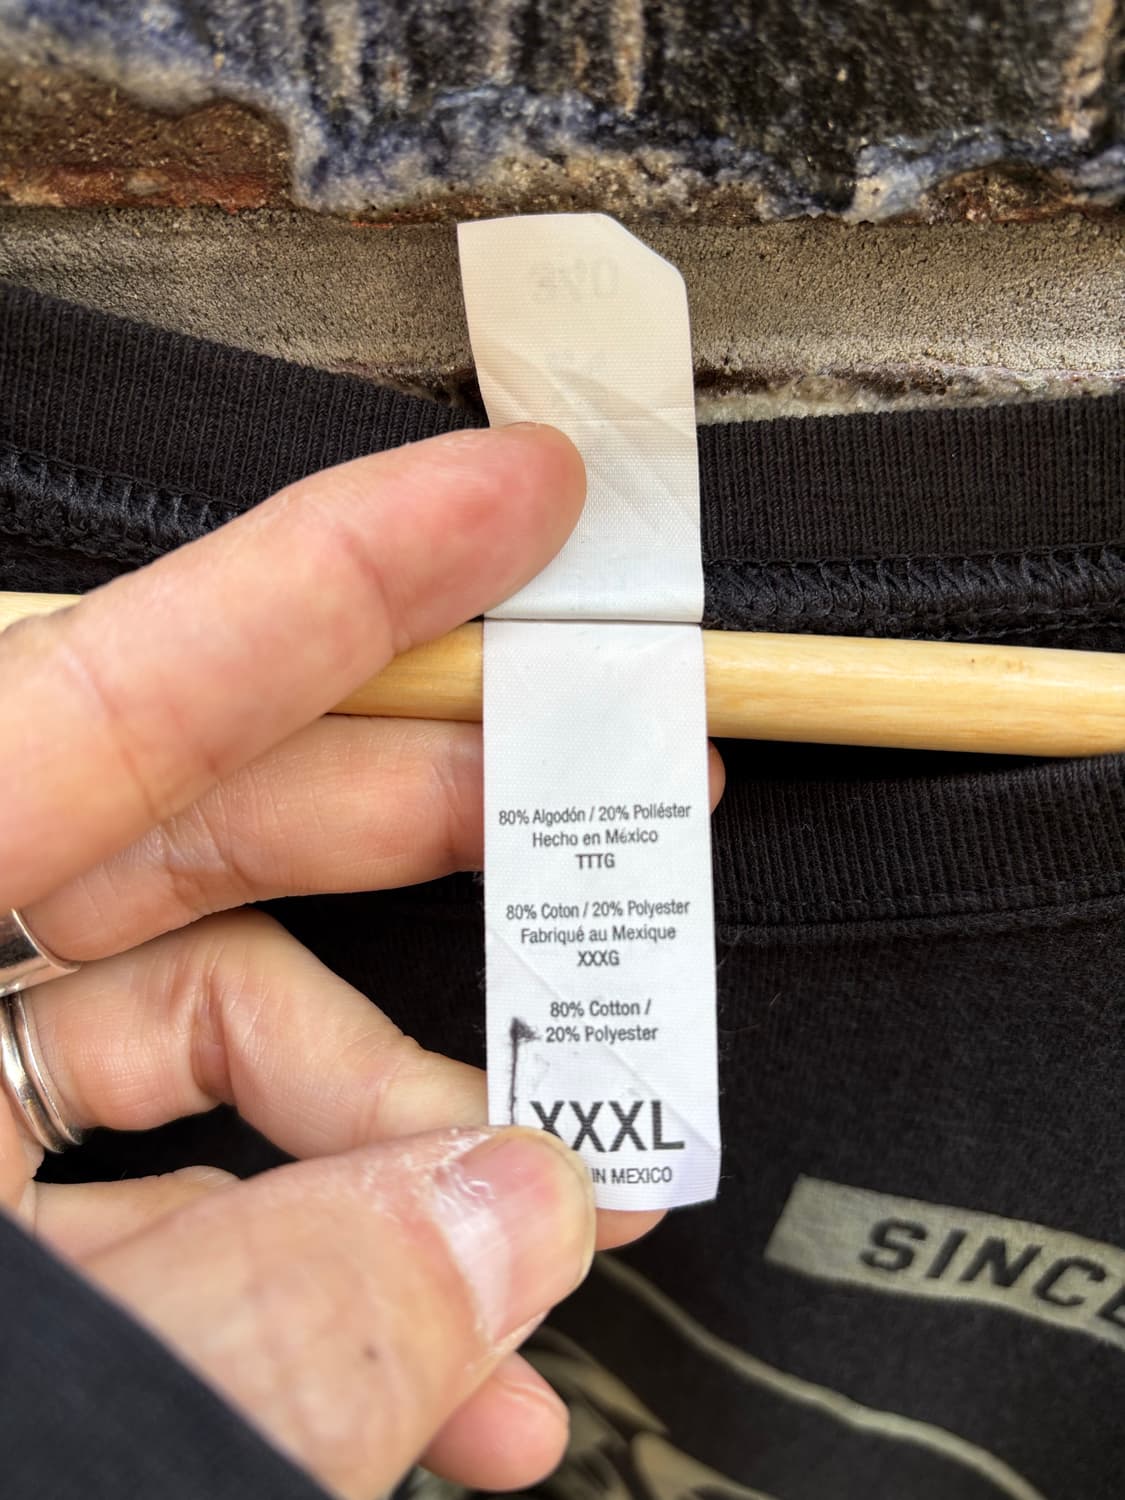 80% Algodón / 20% Poliéster
Hecho en México
TTTG
80% Coton / 20% Polyester
Fabriqué au Mexique
XXXG
80% Cotton /
20% Polyester
XXXL
IN MEXICO
SINCE